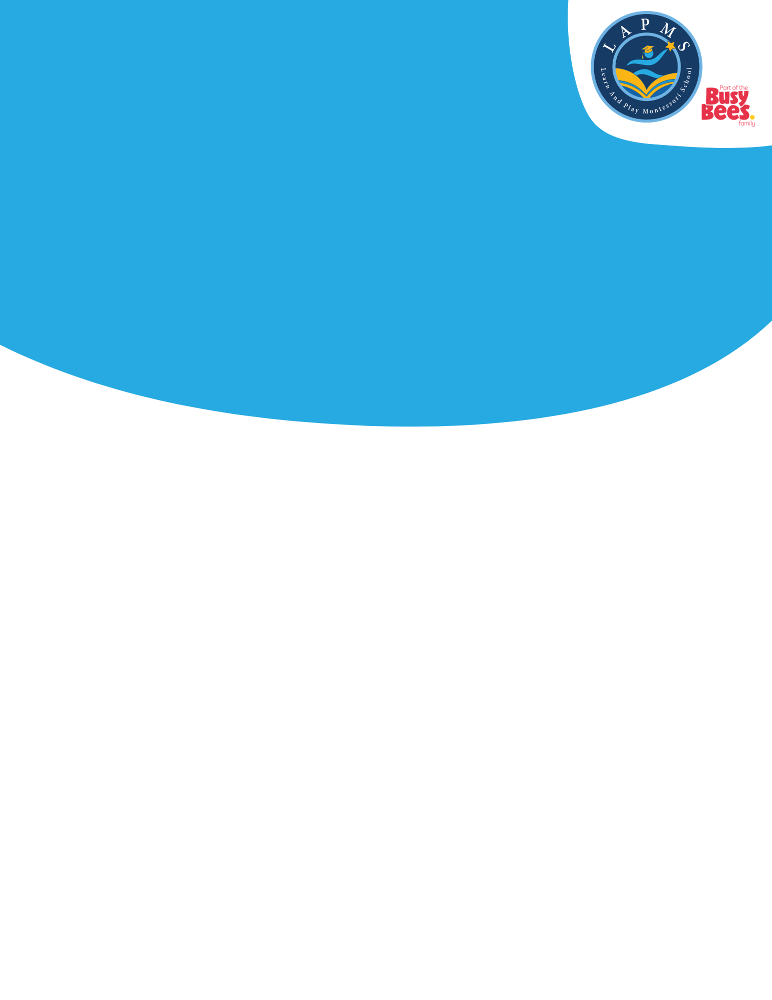 L A P M S
Learn And Play Montessori School
Part of the
Busy
Bees.
family